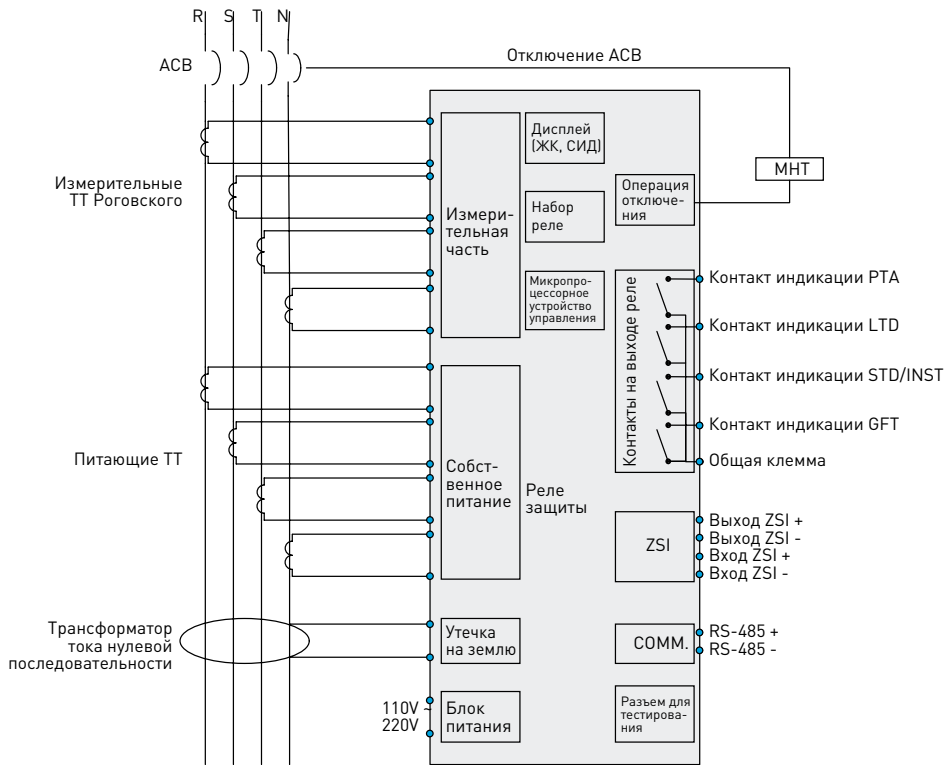 R S T N
ACB
Отключение ACB
МНТ
Измерительные
ТТ Роговского
Измери-
тельная
часть
Дисплей
(ЖК, СИД)
Набор
реле
Микропро-
цессорное
устройство
управления
Операция
отключе-
ния
Контакты на выходе реле
Контакт индикации PTA
Контакт индикации LTD
Контакт индикации STD/INST
Контакт индикации GFT
Общая клемма
Питающие ТТ
Собст-
венное
питание
Реле
защиты
ZSI
Выход ZSI +
Выход ZSI -
Вход ZSI +
Вход ZSI -
Трансформатор
тока нулевой
последовательности
Утечка
на землю
COMM.
RS-485 +
RS-485 -
110V ~
220V
Блок
питания
Разъем для
тестирова-
ния